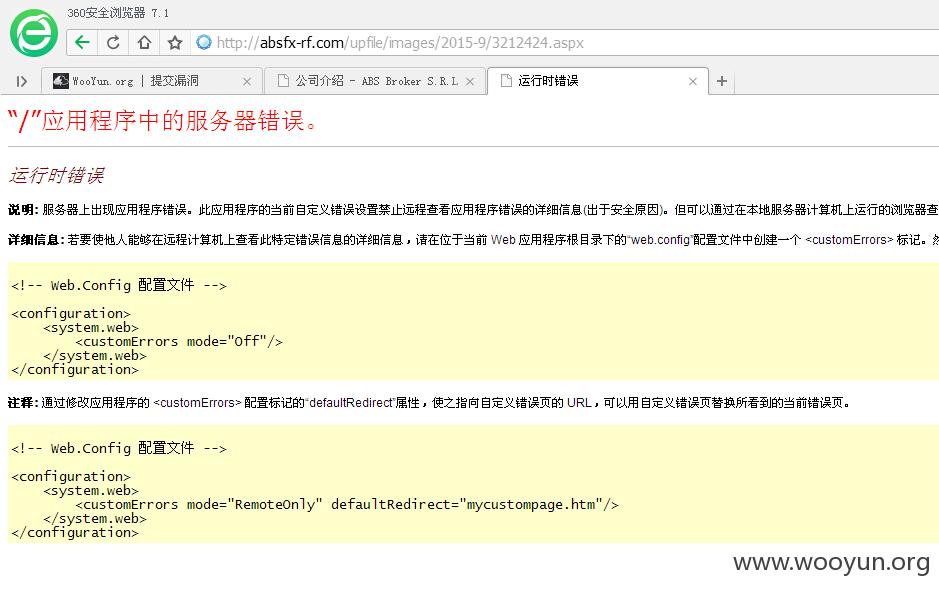 360安全浏览器 7.1
http://absfx-rf.com/upfile/images/2015-9/3212424.aspx
WooYun.org | 提交漏洞
公司介绍 - ABS Broker S.R.L
运行时错误
“/”应用程序中的服务器错误。
运行时错误
说明: 服务器上出现应用程序错误。此应用程序的当前自定义错误设置禁止远程查看应用程序错误的详细信息(出于安全原因)。但可以通过在本地服务器计算机上运行的浏览器查
详细信息: 若要使他人能够在远程计算机上查看此特定错误信息的详细信息，请在位于当前 Web 应用程序根目录下的“web.config”配置文件中创建一个 <customErrors> 标记。然
<!-- Web.Config 配置文件 -->
<configuration>
    <system.web>
        <customErrors mode="Off"/>
    </system.web>
</configuration>
注释: 通过修改应用程序的 <customErrors> 配置标记的“defaultRedirect”属性，使之指向自定义错误页的 URL，可以用自定义错误页替换所看到的当前错误页。
<!-- Web.Config 配置文件 -->
<configuration>
    <system.web>
        <customErrors mode="RemoteOnly" defaultRedirect="mycustompage.htm"/>
    </system.web>
</configuration>
www.wooyun.org